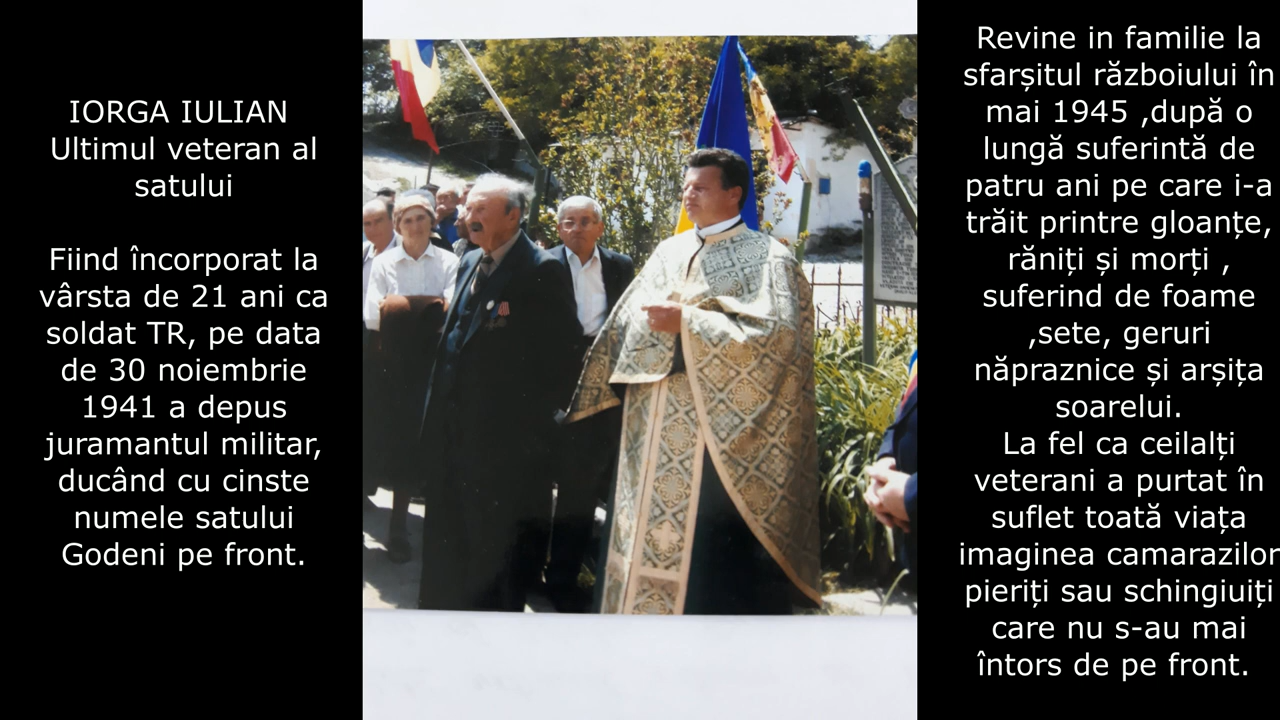 IORGA IULIAN
Ultimul veteran al
satului
Fiind încorporat la
vârsta de 21 ani ca
soldat TR, pe data
de 30 noiembrie
1941 a depus
juramantul militar,
ducând cu cinste
numele satului
Godeni pe front.
Revine in familie la
sfarșitul războiului în
mai 1945 ,după o
lungă suferintă de
patru ani pe care i-a
trăit printre gloanțe,
răniți și morți ,
suferind de foame
,sete, geruri
năpraznice și arșița
soarelui.
La fel ca ceilalți
veterani a purtat în
suflet toată viața
imaginea camarazilor
pieriți sau schingiuiți
care nu s-au mai
întors de pe front.